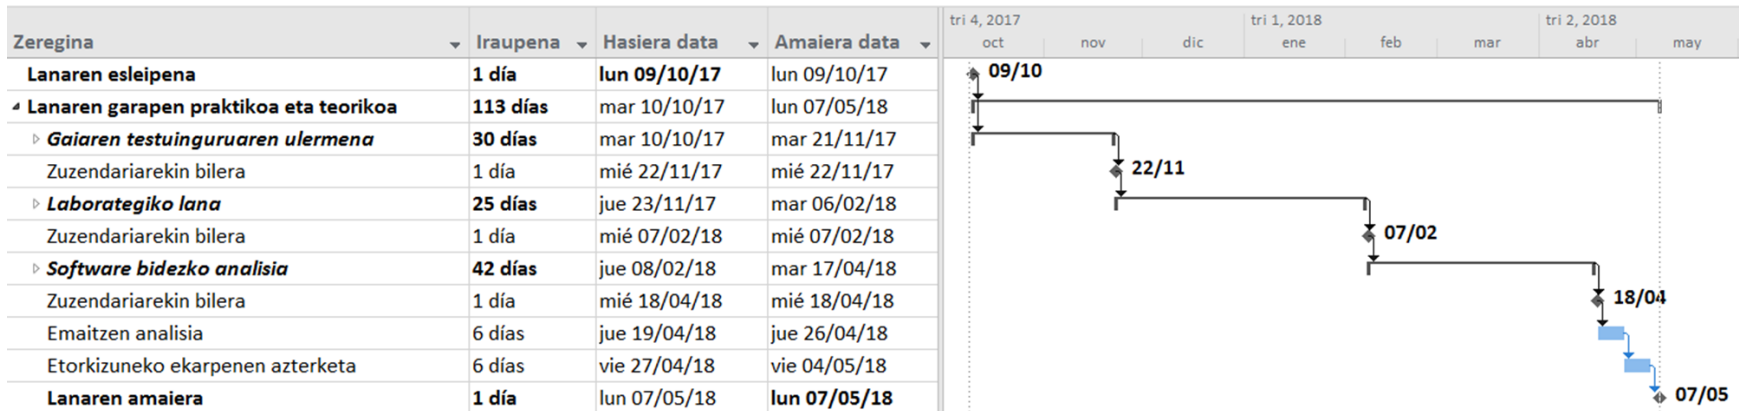 tri 4, 2017 tri 1, 2018 tri 2, 2018
Zeregina Iraupena Hasiera data Amaiera data oct nov dic ene feb mar abr may
Lanaren esleipena 1 día lun 09/10/17 lun 09/10/17 09/10
Lanaren garapen praktikoa eta teorikoa 113 días mar 10/10/17 lun 07/05/18
Gaiaren testuinguruaren ulermena 30 días mar 10/10/17 mar 21/11/17
Zuzendariarekin bilera 1 día mié 22/11/17 mié 22/11/17 22/11
Laborategiko lana 25 días jue 23/11/17 mar 06/02/18
Zuzendariarekin bilera 1 día mié 07/02/18 mié 07/02/18 07/02
Software bidezko analisia 42 días jue 08/02/18 mar 17/04/18
Zuzendariarekin bilera 1 día mié 18/04/18 mié 18/04/18 18/04
Emaitzen analisia 6 días jue 19/04/18 jue 26/04/18
Etorkizuneko ekarpenen azterketa 6 días vie 27/04/18 vie 04/05/18
Lanaren amaiera 1 día lun 07/05/18 lun 07/05/18 07/05